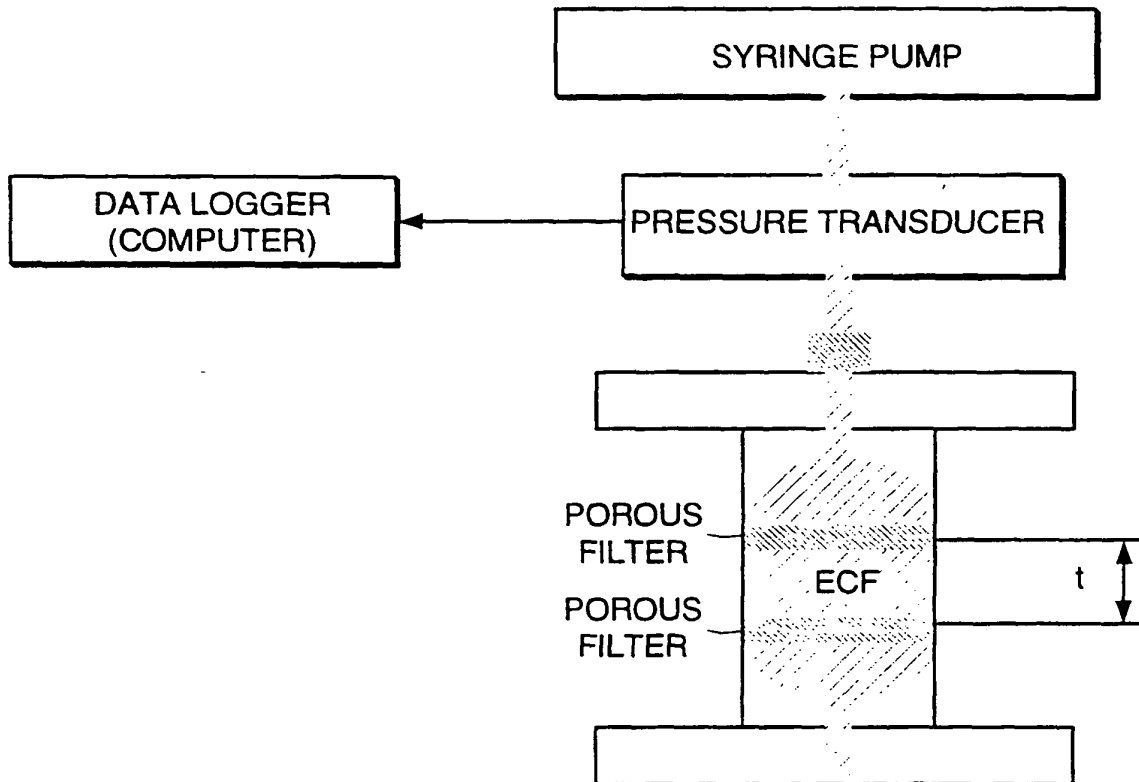 SYRINGE PUMP
DATA LOGGER
(COMPUTER)
PRESSURE TRANSDUCER
POROUS
FILTER
ECF
t
POROUS
FILTER